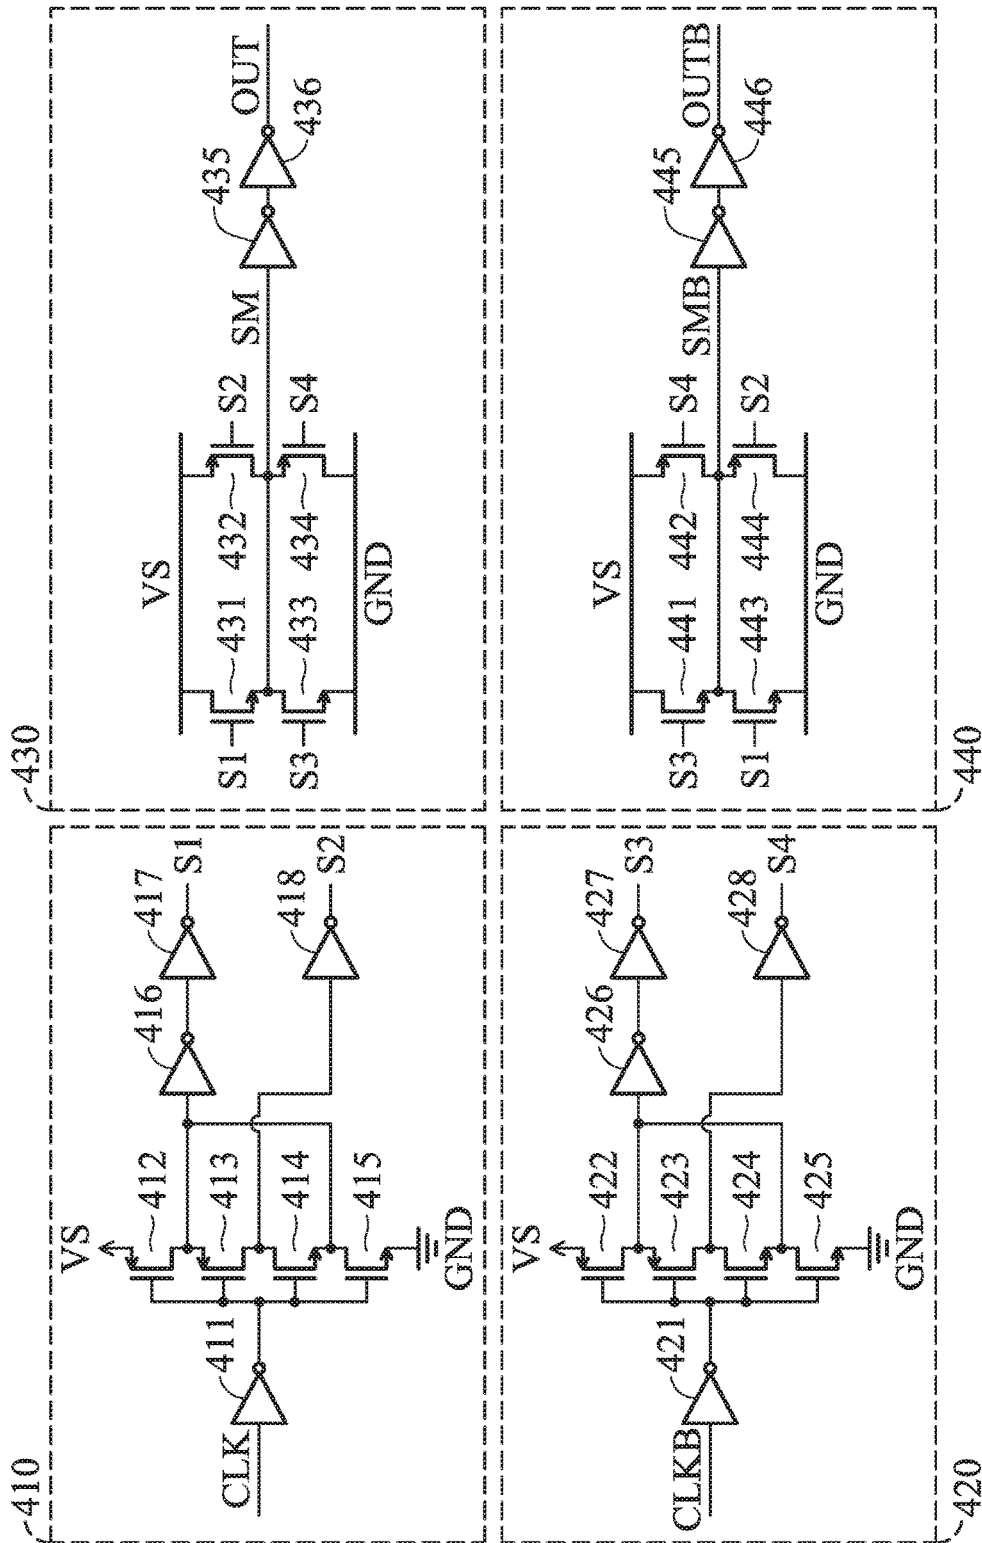 410
CLK
411
VS
412
413
414
415
GND
416
417
S1
418
S2
420
CLKB
421
VS
422
423
424
425
GND
426
427
S3
428
S4
430
VS
S1
431
432
S2
S3
433
434
S4
GND
SM
435
436
OUT
440
VS
S3
441
442
S4
S1
443
444
S2
GND
SMB
445
446
OUTB